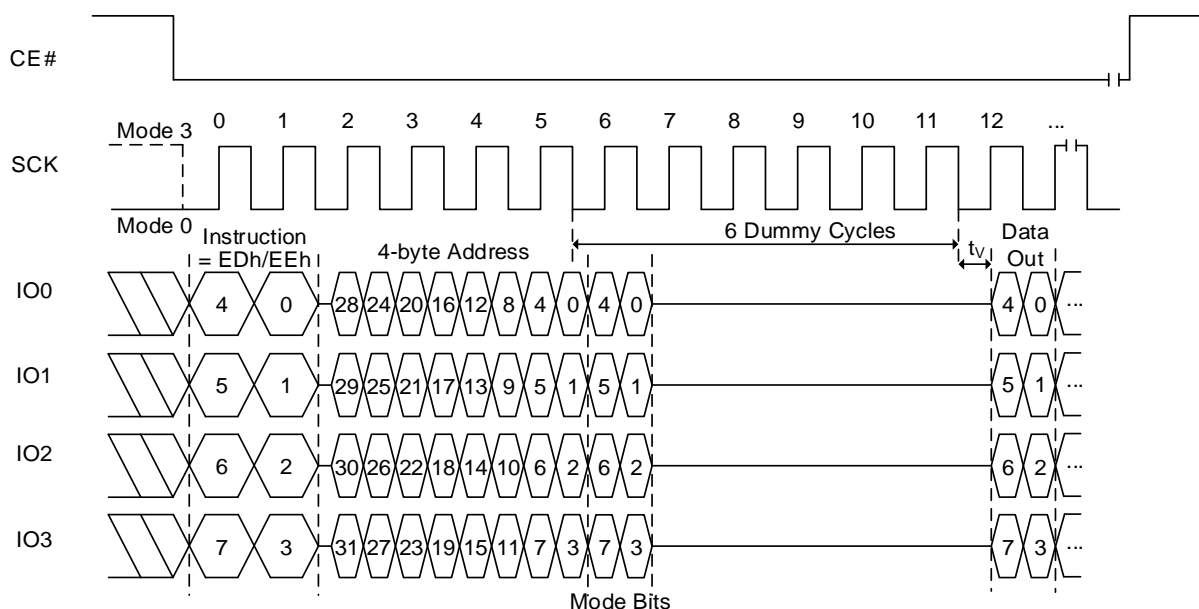 CE#
0 1 2 3 4 5 6 7 8 9 10 11 12 ...
Mode 3
SCK
Mode 0
Instruction
= EDh/EEh
4-byte Address
6 Dummy Cycles
tV
Data
Out
IO0 4 0 28 24 20 16 12 8 4 0 4 0 4 0 ...
IO1 5 1 29 25 21 17 13 9 5 1 5 1 5 1 ...
IO2 6 2 30 26 22 18 14 10 6 2 6 2 6 2 ...
IO3 7 3 31 27 23 19 15 11 7 3 7 3 7 3 ...
Mode Bits